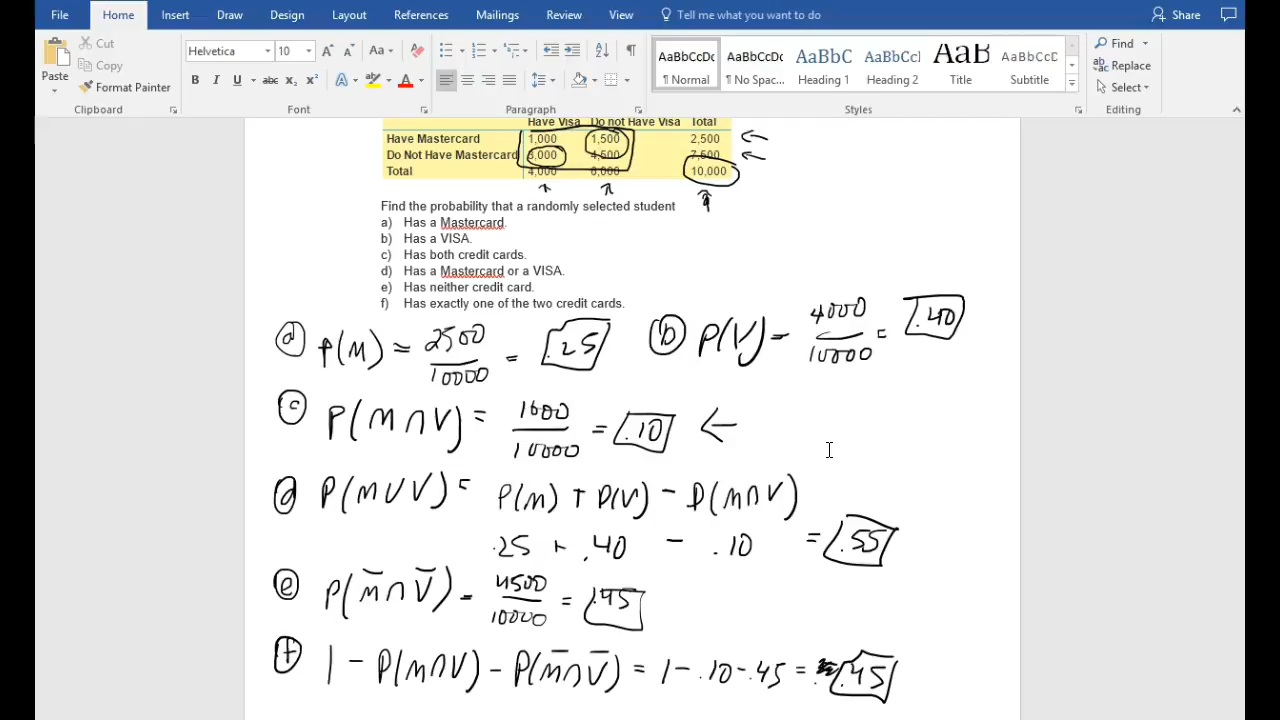 File Home Insert Draw Design Layout References Mailings Review View Tell me what you want to do Share
Cut
Copy
Format Painter
Paste
Clipboard
Helvetica 10
Aa
B I U abc x₂ x² A A
Font
Paragraph
AaBbCcDc AaBbCcDc AaBbC AaBbCcI AaB AaBbCcD
¶ Normal ¶ No Spac... Heading 1 Heading 2 Title Subtitle
Styles
Find
Replace
Select
Editing
Have Visa Do not Have Visa Total
Have Mastercard 1,000 1,500 2,500
Do Not Have Mastercard 3,000 4,500 7,500
Total 4,000 6,000 10,000
Find the probability that a randomly selected student
a) Has a Mastercard.
b) Has a VISA.
c) Has both credit cards.
d) Has a Mastercard or a VISA.
e) Has neither credit card.
f) Has exactly one of the two credit cards.
a P(M) = 2500/10000 = .25 b P(V) = 4000/10000 = .40
c P(M∩V) = 1000/10000 = .10 ←
d P(M∪V) = P(M) + P(V) - P(M∩V)
.25 + .40 - .10 = .55
e P(M̄∩V̄) = 4500/10000 = .45
f 1 - P(M∩V) - P(M̄∩V̄) = 1 - .10 - .45 = .45